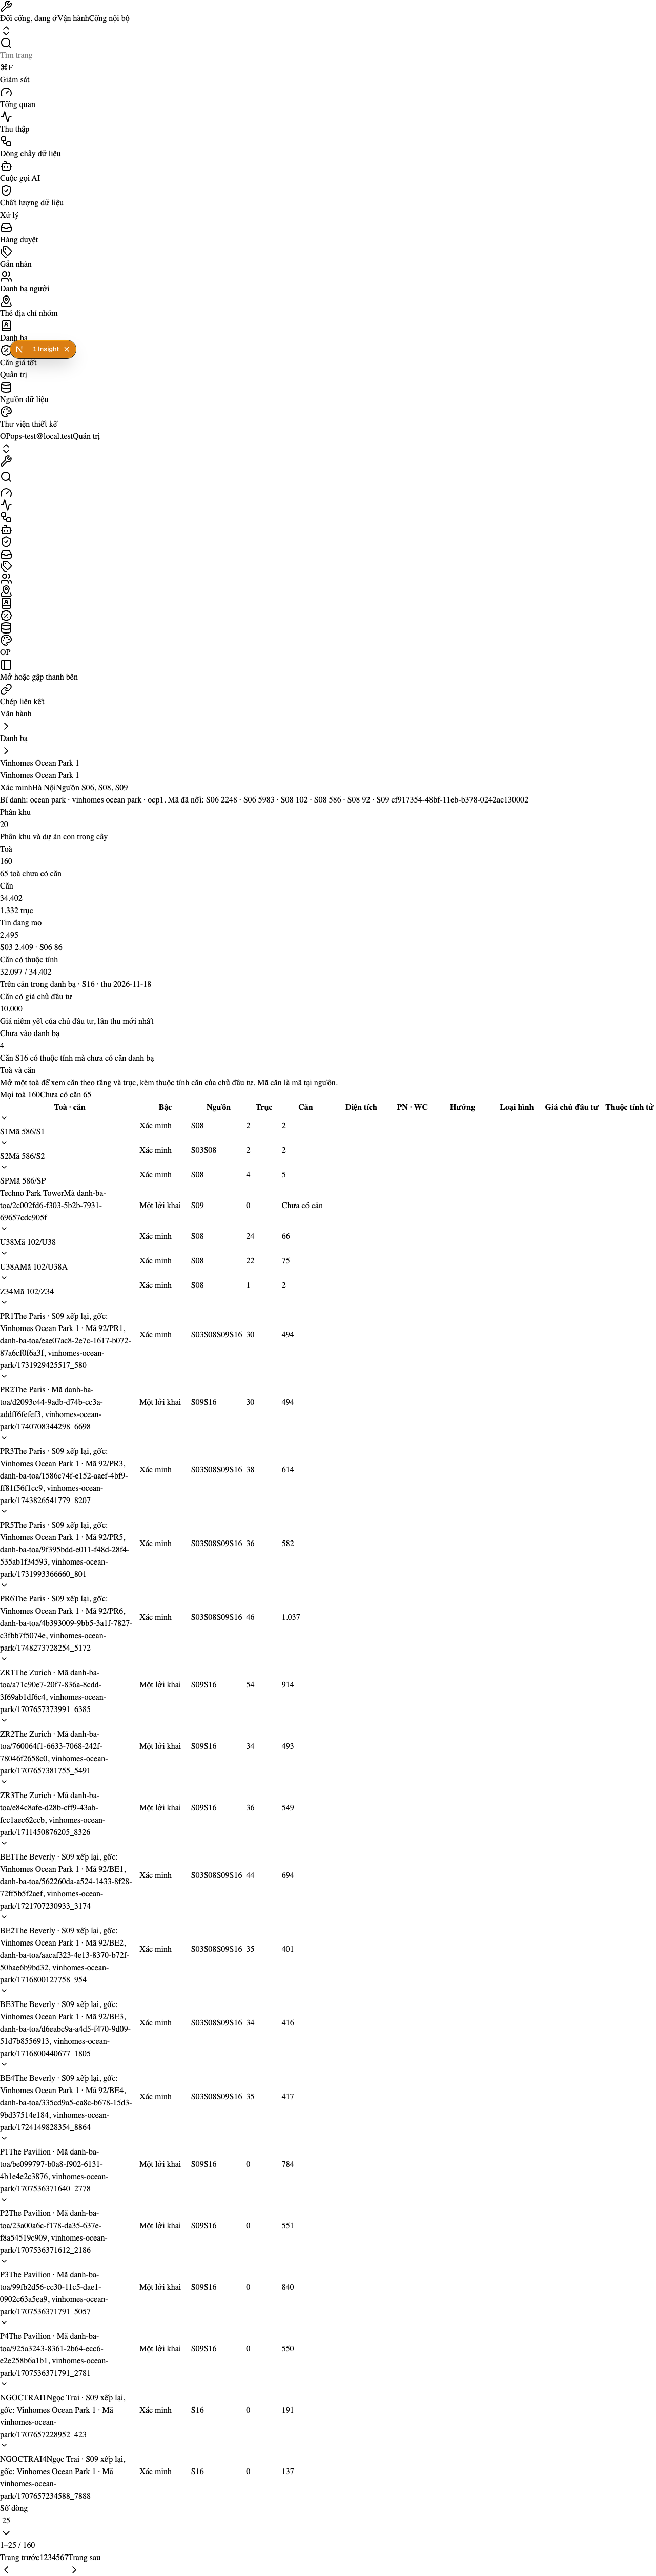 Đổi cổng, đang ởVận hànhCổng nội bộ
Tìm trang
⌘F
Giám sát
Tổng quan
Thu thập
Dòng chảy dữ liệu
Cuộc gọi AI
Chất lượng dữ liệu
Xử lý
Hàng duyệt
Gắn nhãn
Danh bạ người
Thẻ địa chỉ nhóm
Danh bạ
1 Insight
Căn giá tốt
Quản trị
Nguồn dữ liệu
Thư viện thiết kế
OPops-test@local.testQuản trị
OP
Mở hoặc gập thanh bên
Chép liên kết
Vận hành
Danh bạ
Vinhomes Ocean Park 1
Vinhomes Ocean Park 1
Xác minhHà NộiNguồn S06, S08, S09
Bí danh: ocean park · vinhomes ocean park · ocp1. Mã đã nối: S06 2248 · S06 5983 · S08 102 · S08 586 · S08 92 · S09 cf917354-48bf-11eb-b378-0242ac130002
Phân khu
20
Phân khu và dự án con trong cây
Toà
160
65 toà chưa có căn
Căn
34.402
1.332 trục
Tin đang rao
2.495
S03 2.409 · S06 86
Căn có thuộc tính
32.097 / 34.402
Trên căn trong danh bạ · S16 · thu 2026-11-18
Căn có giá chủ đầu tư
10.000
Giá niêm yết của chủ đầu tư, lần thu mới nhất
Chưa vào danh bạ
4
Căn S16 có thuộc tính mà chưa có căn danh bạ
Toà và căn
Mở một toà để xem căn theo tầng và trục, kèm thuộc tính căn của chủ đầu tư. Mã căn là mã tại nguồn.
Mọi toà 160Chưa có căn 65
Toà · căn Bậc Nguồn Trục Căn Diện tích PN · WC Hướng Loại hình Giá chủ đầu tư Thuộc tính từ
S1Mã 586/S1 Xác minh S08 2 2
S2Mã 586/S2 Xác minh S03S08 2 2
SPMã 586/SP Xác minh S08 4 5
Techno Park TowerMã danh-ba-
toa/2c002fd6-f303-5b2b-7931-
69657cdc905f Một lời khai S09 0 Chưa có căn
U38Mã 102/U38 Xác minh S08 24 66
U38AMã 102/U38A Xác minh S08 22 75
Z34Mã 102/Z34 Xác minh S08 1 2
PR1The Paris · S09 xếp lại, gốc:
Vinhomes Ocean Park 1 · Mã 92/PR1,
danh-ba-toa/eae07ac8-2e7c-1617-b072-
87a6cf0f6a3f, vinhomes-ocean-
park/1731929425517_580 Xác minh S03S08S09S16 30 494
PR2The Paris · Mã danh-ba-
toa/d2093c44-9adb-d74b-cc3a-
addff6fefef3, vinhomes-ocean-
park/1740708344298_6698 Một lời khai S09S16 30 494
PR3The Paris · S09 xếp lại, gốc:
Vinhomes Ocean Park 1 · Mã 92/PR3,
danh-ba-toa/1586c74f-e152-aaef-4bf9-
ff81f56f1cc9, vinhomes-ocean-
park/1743826541779_8207 Xác minh S03S08S09S16 38 614
PR5The Paris · S09 xếp lại, gốc:
Vinhomes Ocean Park 1 · Mã 92/PR5,
danh-ba-toa/9f395bdd-e011-f48d-28f4-
535ab1f34593, vinhomes-ocean-
park/1731993366660_801 Xác minh S03S08S09S16 36 582
PR6The Paris · S09 xếp lại, gốc:
Vinhomes Ocean Park 1 · Mã 92/PR6,
danh-ba-toa/4b393009-9bb5-3a1f-7827-
c3fbb7f5074e, vinhomes-ocean-
park/1748273728254_5172 Xác minh S03S08S09S16 46 1.037
ZR1The Zurich · Mã danh-ba-
toa/a71c90e7-20f7-836a-8cdd-
3f69ab1df6c4, vinhomes-ocean-
park/1707657373991_6385 Một lời khai S09S16 54 914
ZR2The Zurich · Mã danh-ba-
toa/760064f1-6633-7068-242f-
78046f2658c0, vinhomes-ocean-
park/1707657381755_5491 Một lời khai S09S16 34 493
ZR3The Zurich · Mã danh-ba-
toa/e84c8afe-d28b-cff9-43ab-
fcc1aec62ccb, vinhomes-ocean-
park/1711450876205_8326 Một lời khai S09S16 36 549
BE1The Beverly · S09 xếp lại, gốc:
Vinhomes Ocean Park 1 · Mã 92/BE1,
danh-ba-toa/562260da-a524-1433-8f28-
72ff5b5f2aef, vinhomes-ocean-
park/1721707230933_3174 Xác minh S03S08S09S16 44 694
BE2The Beverly · S09 xếp lại, gốc:
Vinhomes Ocean Park 1 · Mã 92/BE2,
danh-ba-toa/aacaf323-4e13-8370-b72f-
50bae6b9bd32, vinhomes-ocean-
park/1716800127758_954 Xác minh S03S08S09S16 35 401
BE3The Beverly · S09 xếp lại, gốc:
Vinhomes Ocean Park 1 · Mã 92/BE3,
danh-ba-toa/d6eabc9a-a4d5-f470-9d09-
51d7b8556913, vinhomes-ocean-
park/1716800440677_1805 Xác minh S03S08S09S16 34 416
BE4The Beverly · S09 xếp lại, gốc:
Vinhomes Ocean Park 1 · Mã 92/BE4,
danh-ba-toa/335cd9a5-ca8c-b678-15d3-
9bd37514e184, vinhomes-ocean-
park/1724149828354_8864 Xác minh S03S08S09S16 35 417
P1The Pavilion · Mã danh-ba-
toa/be099797-b0a8-f902-6131-
4b1e4e2c3876, vinhomes-ocean-
park/1707536371640_2778 Một lời khai S09S16 0 784
P2The Pavilion · Mã danh-ba-
toa/23a00a6c-f178-da35-637e-
f8a54519c909, vinhomes-ocean-
park/1707536371612_2186 Một lời khai S09S16 0 551
P3The Pavilion · Mã danh-ba-
toa/99fb2d56-cc30-11c5-dae1-
0902c63a5ea9, vinhomes-ocean-
park/1707536371791_5057 Một lời khai S09S16 0 840
P4The Pavilion · Mã danh-ba-
toa/925a3243-8361-2b64-ecc6-
e2e258b6a1b1, vinhomes-ocean-
park/1707536371791_2781 Một lời khai S09S16 0 550
NGOCTRAI1Ngọc Trai · S09 xếp lại,
gốc: Vinhomes Ocean Park 1 · Mã
vinhomes-ocean-
park/1707657228952_423 Xác minh S16 0 191
NGOCTRAI4Ngọc Trai · S09 xếp lại,
gốc: Vinhomes Ocean Park 1 · Mã
vinhomes-ocean-
park/1707657234588_7888 Xác minh S16 0 137
Số dòng
25
1–25 / 160
Trang trước1234567Trang sau